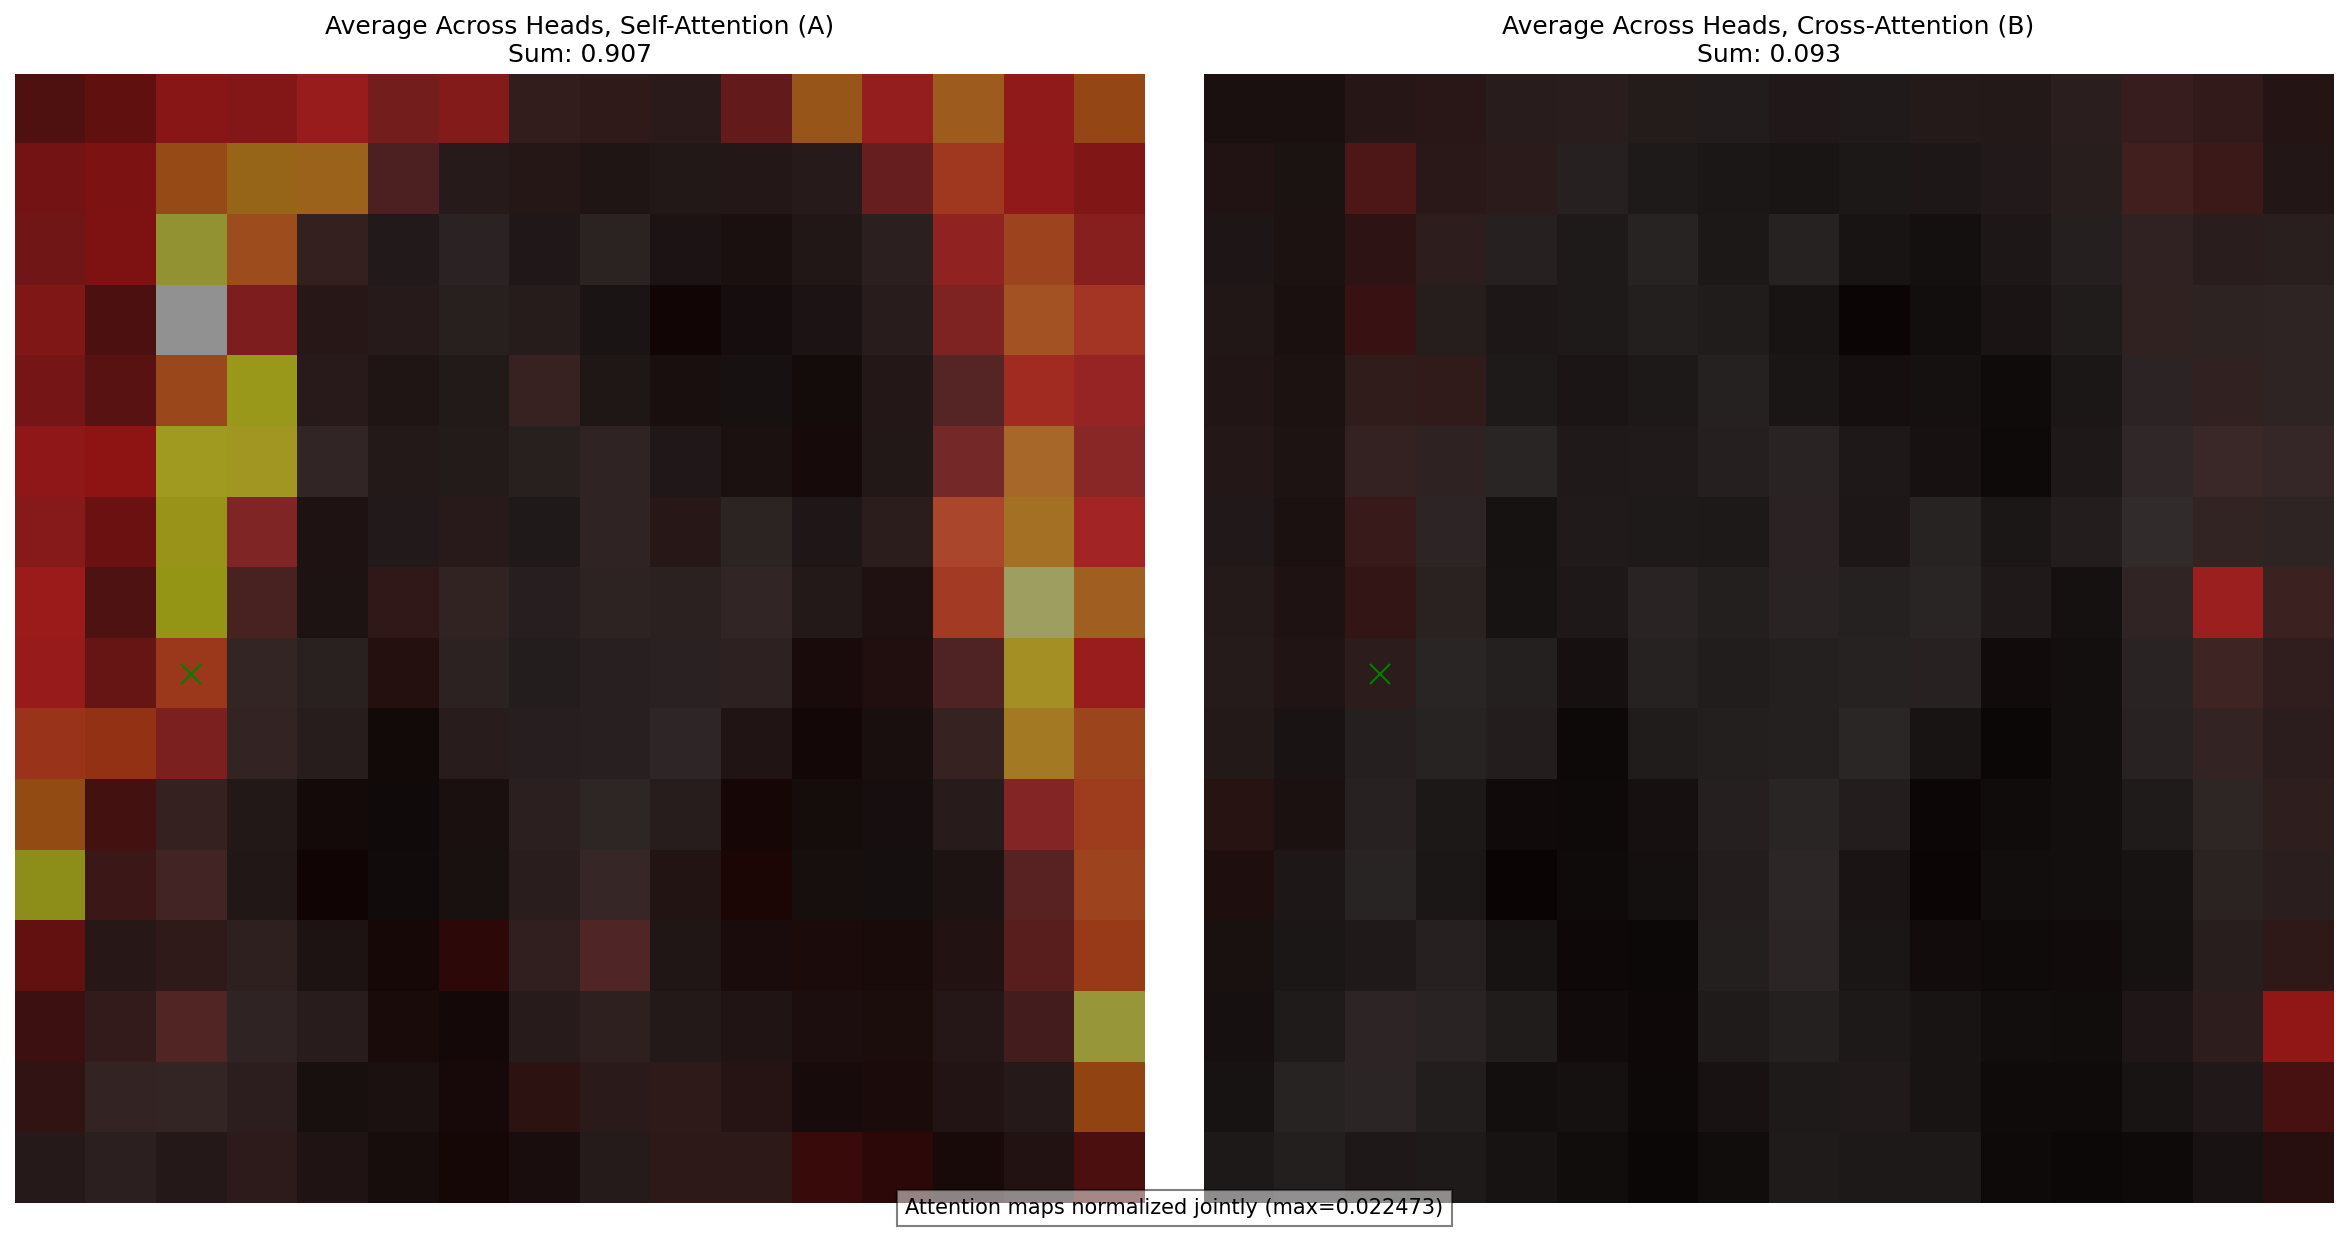 Average Across Heads, Self-Attention (A)
Sum: 0.907
Average Across Heads, Cross-Attention (B)
Sum: 0.093
Attention maps normalized jointly (max=0.022473)